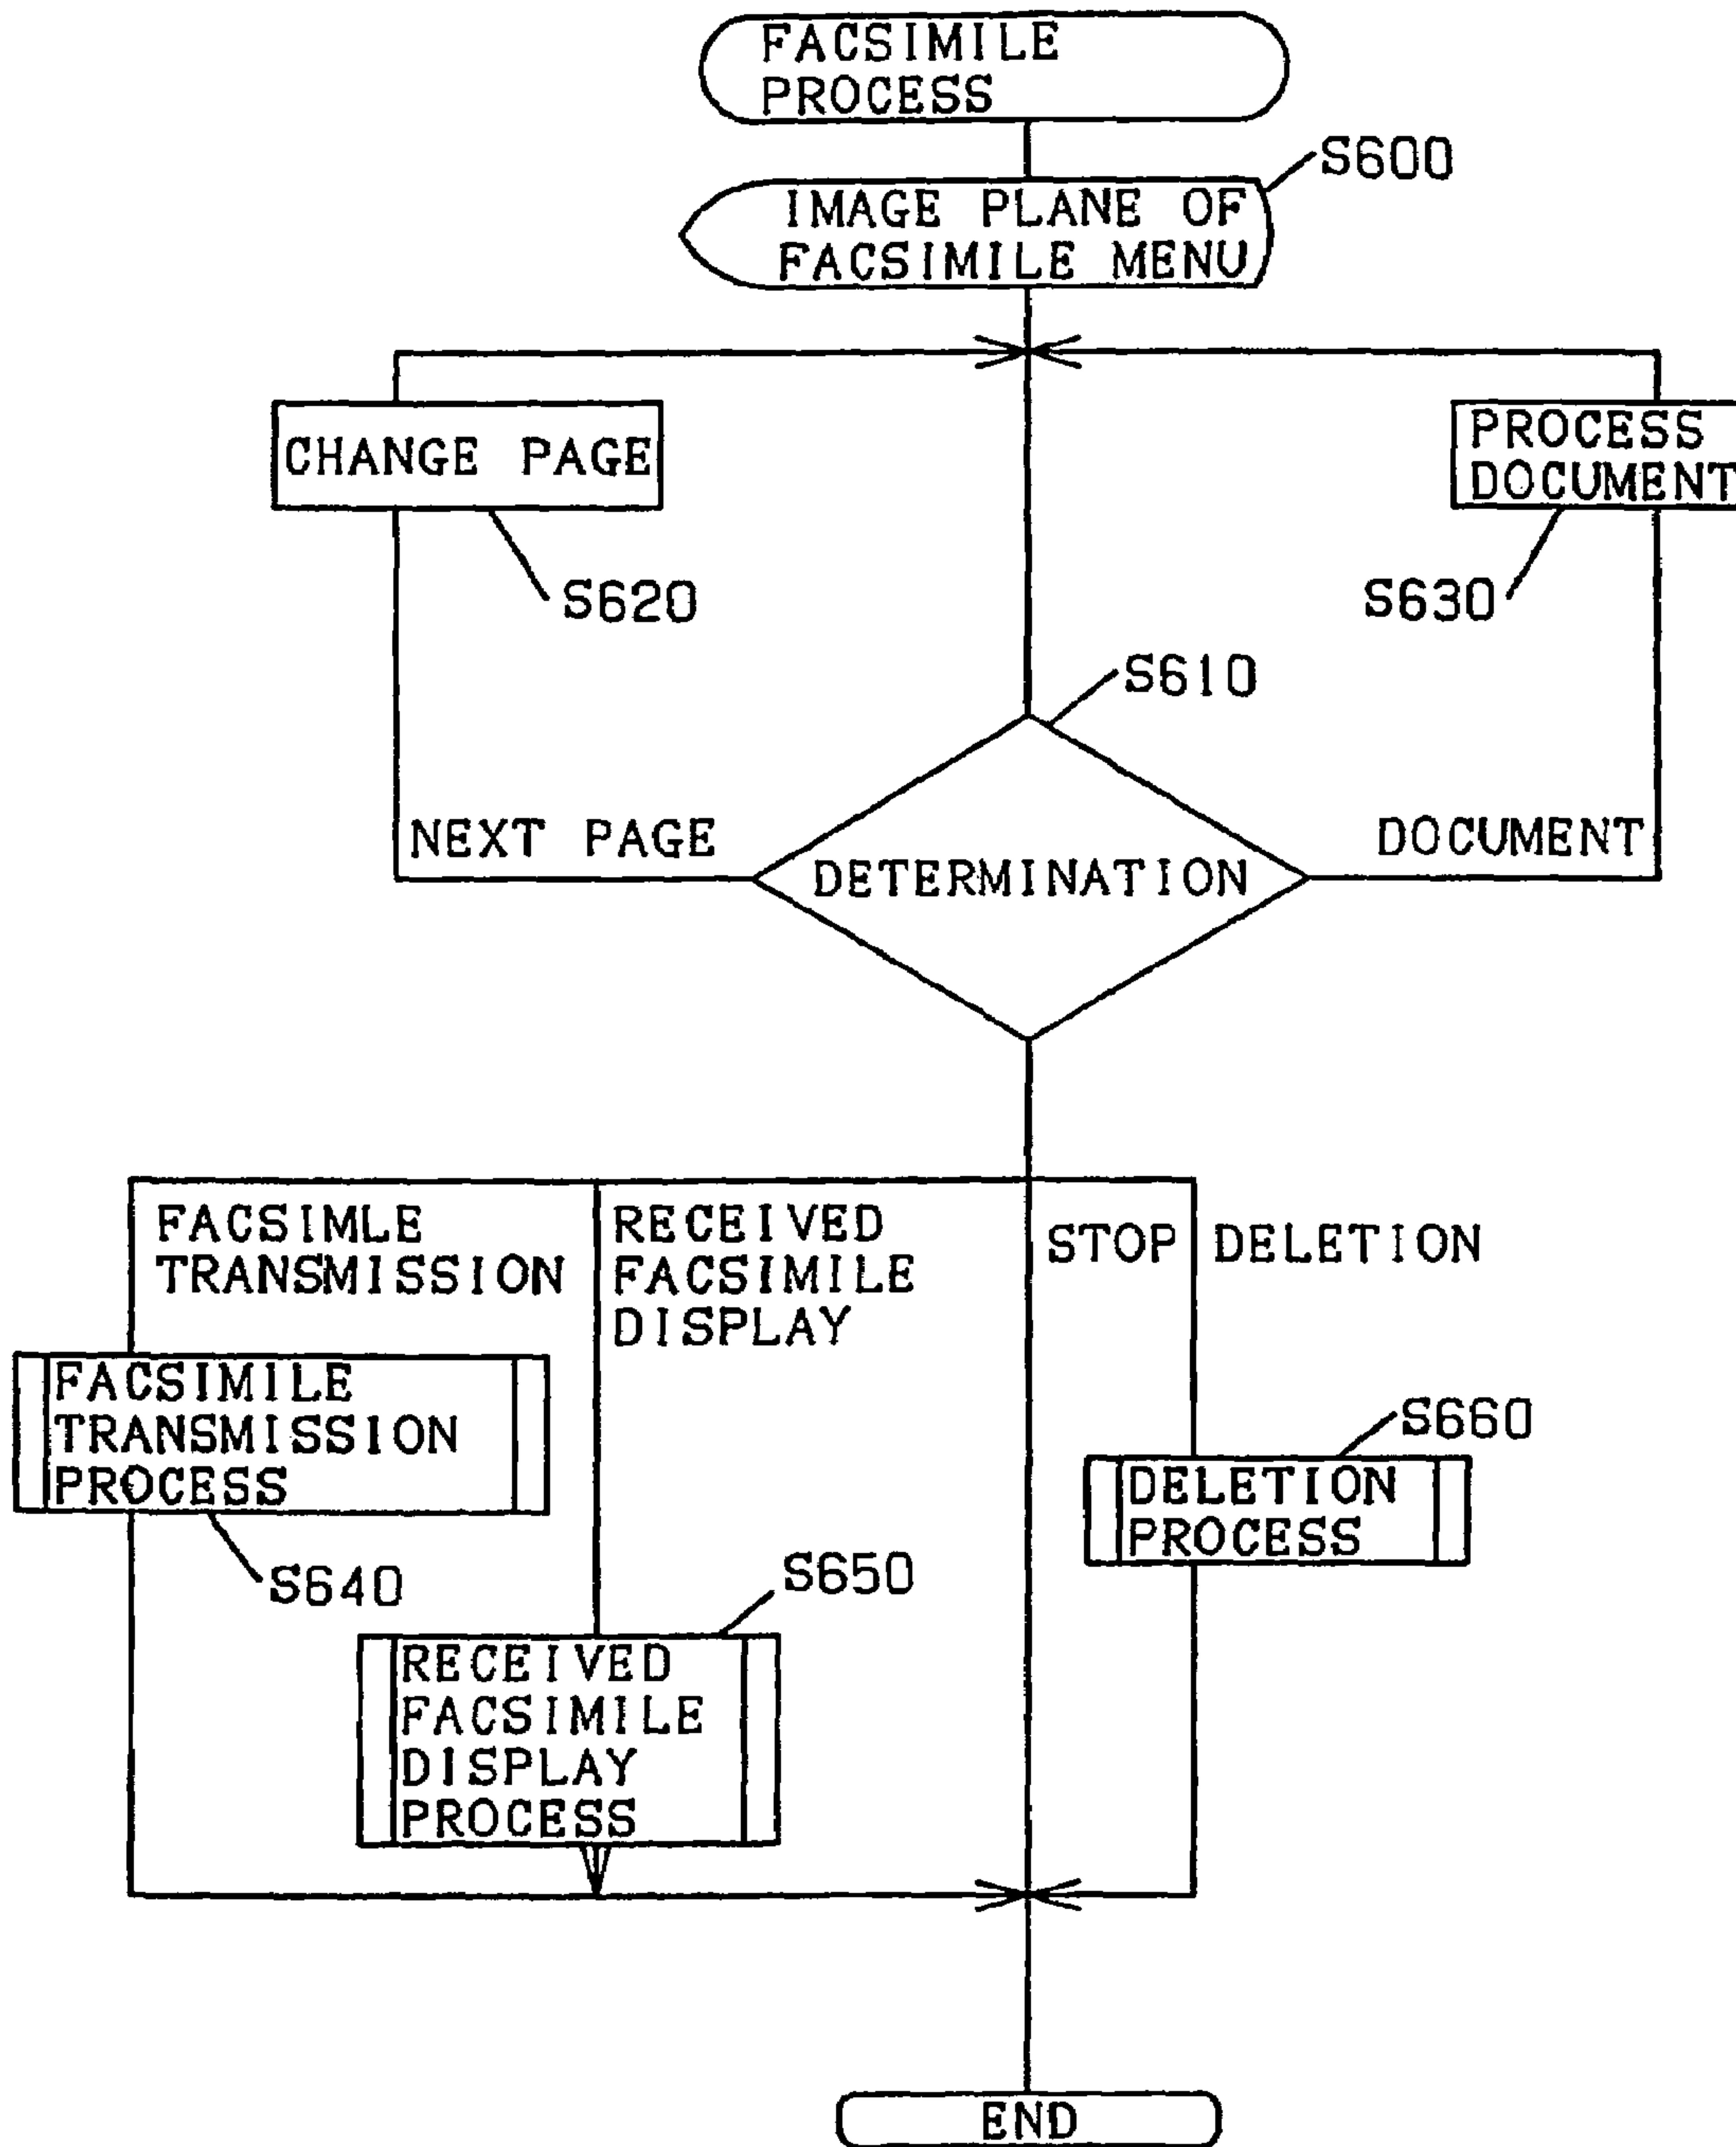 FACSIMILE
PROCESS
S600
IMAGE PLANE OF
FACSIMILE MENU
CHANGE PAGE
PROCESS
DOCUMENT
S620
S630
S610
NEXT PAGE
DOCUMENT
DETERMINATION
FACSIMLE
TRANSMISSION
RECEIVED
FACSIMILE
DISPLAY
STOP
DELETION
FACSIMILE
TRANSMISSION
PROCESS
S660
DELETION
PROCESS
S640
S650
RECEIVED
FACSIMILE
DISPLAY
PROCESS
END